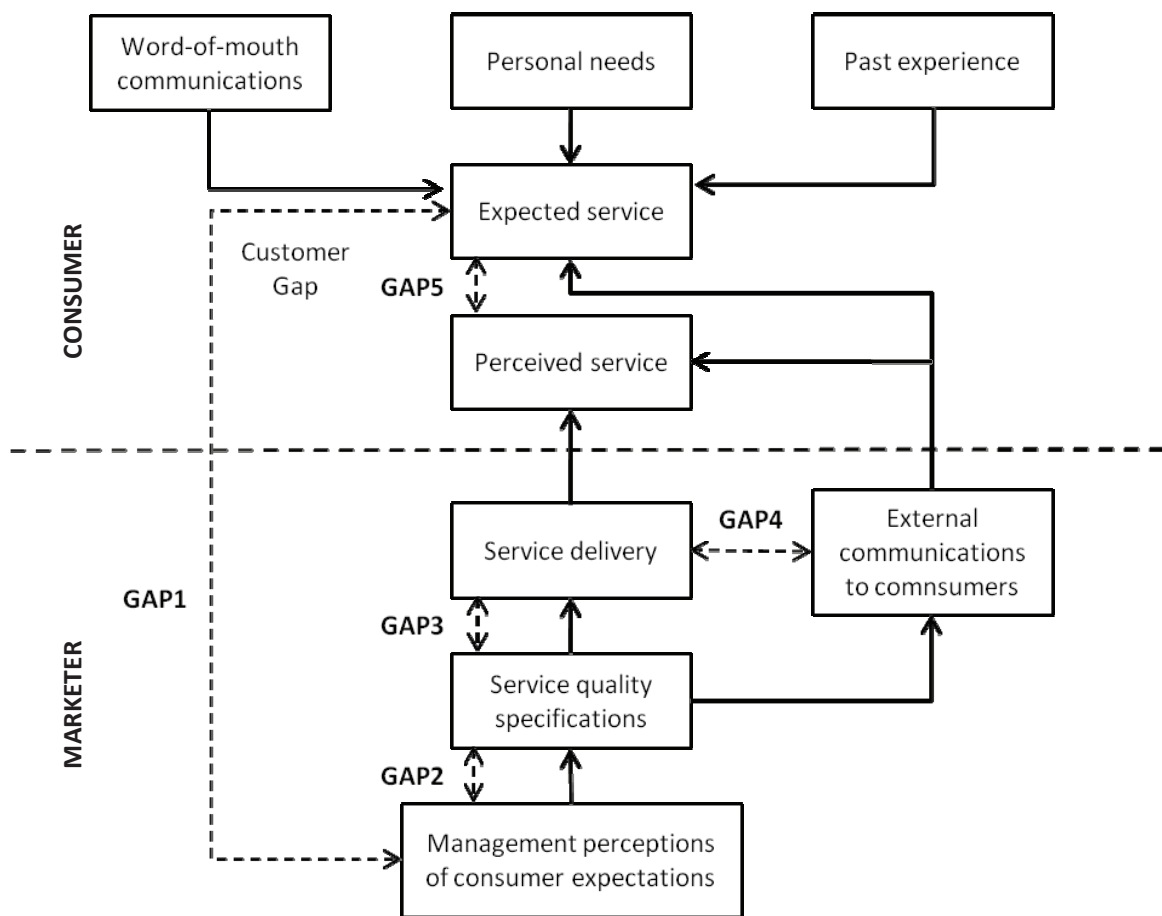 Word-of-mouth
communications
Personal needs
Past experience
Expected service
CONSUMER
Customer
Gap
GAP5
Perceived service
Service delivery
GAP4
External
communications
to comnsumers
GAP1
GAP3
MARKETER
Service quality
specifications
GAP2
Management perceptions
of consumer expectations